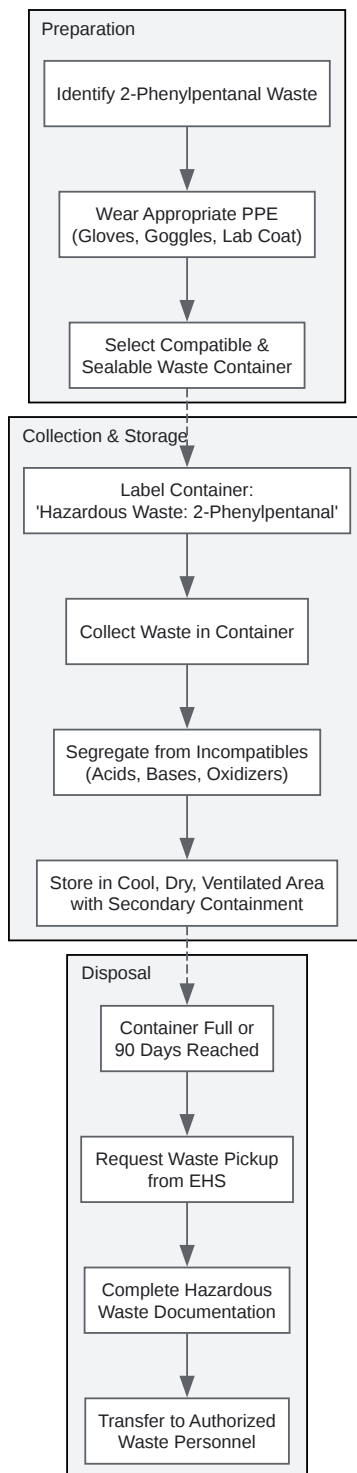 Preparation
Identify 2-Phenylpentanal Waste
Wear Appropriate PPE
(Gloves, Goggles, Lab Coat)
Select Compatible &
Sealable Waste Container
Collection & Storage
Label Container:
'Hazardous Waste: 2-Phenylpentanal'
Collect Waste in Container
Segregate from Incompatibles
(Acids, Bases, Oxidizers)
Store in Cool, Dry, Ventilated Area
with Secondary Containment
Disposal
Container Full or
90 Days Reached
Request Waste Pickup
from EHS
Complete Hazardous
Waste Documentation
Transfer to Authorized
Waste Personnel